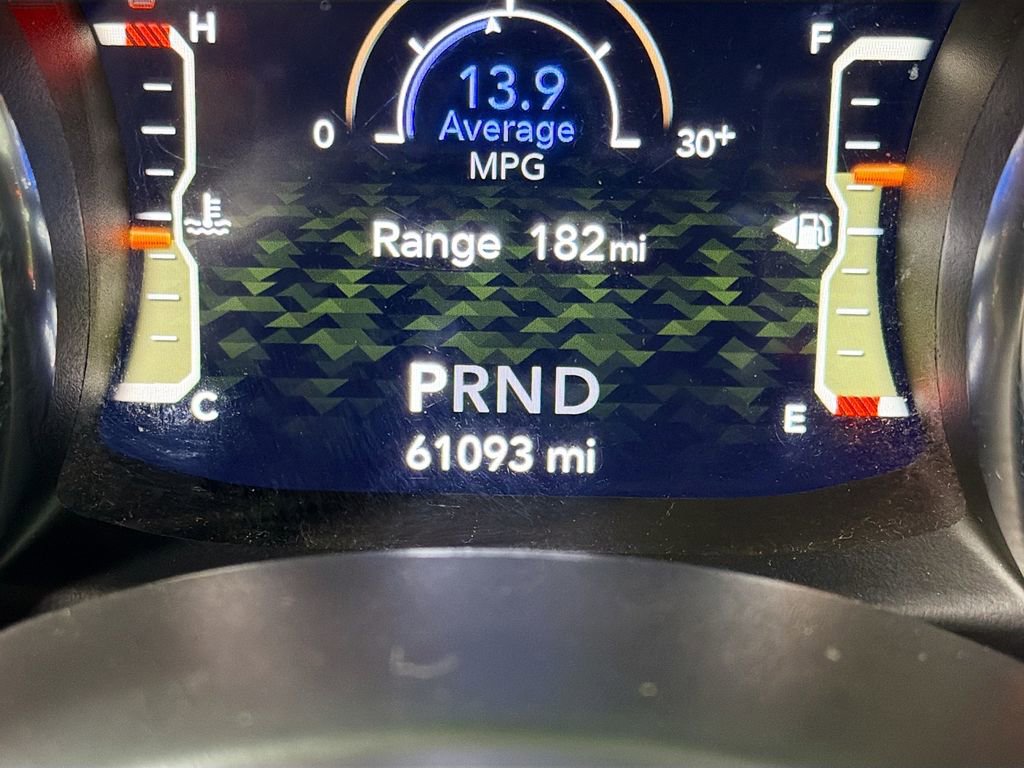 H
F
13.9
Average
0
30+
MPG
Range 182mi
PRND
C
E
61093 mi